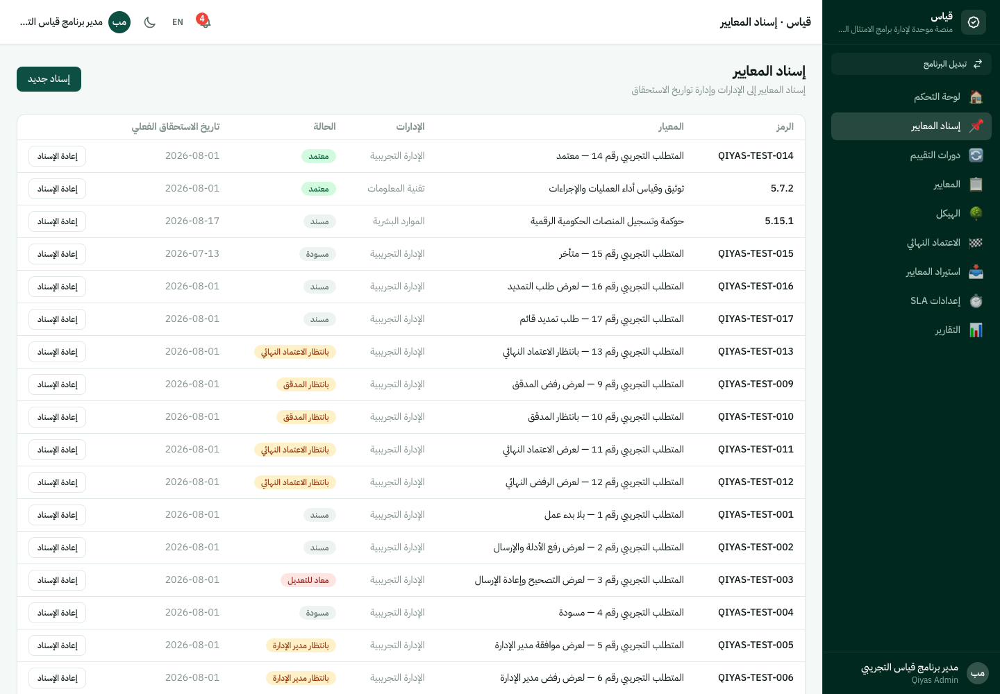 قياس
منصة موحدة لإدارة برامج الامتثال الـ...
تبديل البرنامج
لوحة التحكم
إسناد المعايير
دورات التقييم
المعايير
الهيكل
الاعتماد النهائي
استيراد المعايير
إعدادات SLA
التقارير
مب
مدير برنامج قياس التجريبي
Qiyas Admin
قياس · إسناد المعايير
4
EN
مب
مدير برنامج قياس التـ...
إسناد المعايير
إسناد المعايير إلى الإدارات وإدارة تواريخ الاستحقاق
إسناد جديد
الرمز المعيار الإدارات الحالة تاريخ الاستحقاق الفعلي
QIYAS-TEST-014 المتطلب التجريبي رقم 14 — معتمد الإدارة التجريبية معتمد 2026-08-01 إعادة الإسناد
5.7.2 توثيق وقياس أداء العمليات والإجراءات تقنية المعلومات معتمد 2026-08-01 إعادة الإسناد
5.15.1 حوكمة وتسجيل المنصات الحكومية الرقمية الموارد البشرية مسند 2026-08-17 إعادة الإسناد
QIYAS-TEST-015 المتطلب التجريبي رقم 15 — متأخر الإدارة التجريبية مسودة 2026-07-13 إعادة الإسناد
QIYAS-TEST-016 المتطلب التجريبي رقم 16 — لعرض طلب التمديد الإدارة التجريبية مسند 2026-08-01 إعادة الإسناد
QIYAS-TEST-017 المتطلب التجريبي رقم 17 — طلب تمديد قائم الإدارة التجريبية مسند 2026-08-01 إعادة الإسناد
QIYAS-TEST-013 المتطلب التجريبي رقم 13 — بانتظار الاعتماد النهائي الإدارة التجريبية بانتظار الاعتماد النهائي 2026-08-01 إعادة الإسناد
QIYAS-TEST-009 المتطلب التجريبي رقم 9 — لعرض رفض المدقق الإدارة التجريبية بانتظار المدقق 2026-08-01 إعادة الإسناد
QIYAS-TEST-010 المتطلب التجريبي رقم 10 — بانتظار المدقق الإدارة التجريبية بانتظار المدقق 2026-08-01 إعادة الإسناد
QIYAS-TEST-011 المتطلب التجريبي رقم 11 — لعرض الاعتماد النهائي الإدارة التجريبية بانتظار الاعتماد النهائي 2026-08-01 إعادة الإسناد
QIYAS-TEST-012 المتطلب التجريبي رقم 12 — لعرض الرفض النهائي الإدارة التجريبية بانتظار الاعتماد النهائي 2026-08-01 إعادة الإسناد
QIYAS-TEST-001 المتطلب التجريبي رقم 1 — بلا بدء عمل الإدارة التجريبية مسند 2026-08-01 إعادة الإسناد
QIYAS-TEST-002 المتطلب التجريبي رقم 2 — لعرض رفع الأدلة والإرسال الإدارة التجريبية مسند 2026-08-01 إعادة الإسناد
QIYAS-TEST-003 المتطلب التجريبي رقم 3 — لعرض التصحيح وإعادة الإرسال الإدارة التجريبية معاد للتعديل 2026-08-01 إعادة الإسناد
QIYAS-TEST-004 المتطلب التجريبي رقم 4 — مسودة الإدارة التجريبية مسودة 2026-08-01 إعادة الإسناد
QIYAS-TEST-005 المتطلب التجريبي رقم 5 — لعرض موافقة مدير الإدارة الإدارة التجريبية بانتظار مدير الإدارة 2026-08-01 إعادة الإسناد
QIYAS-TEST-006 المتطلب التجريبي رقم 6 — لعرض رفض مدير الإدارة الإدارة التجريبية بانتظار مدير الإدارة 2026-08-01 إعادة الإسناد